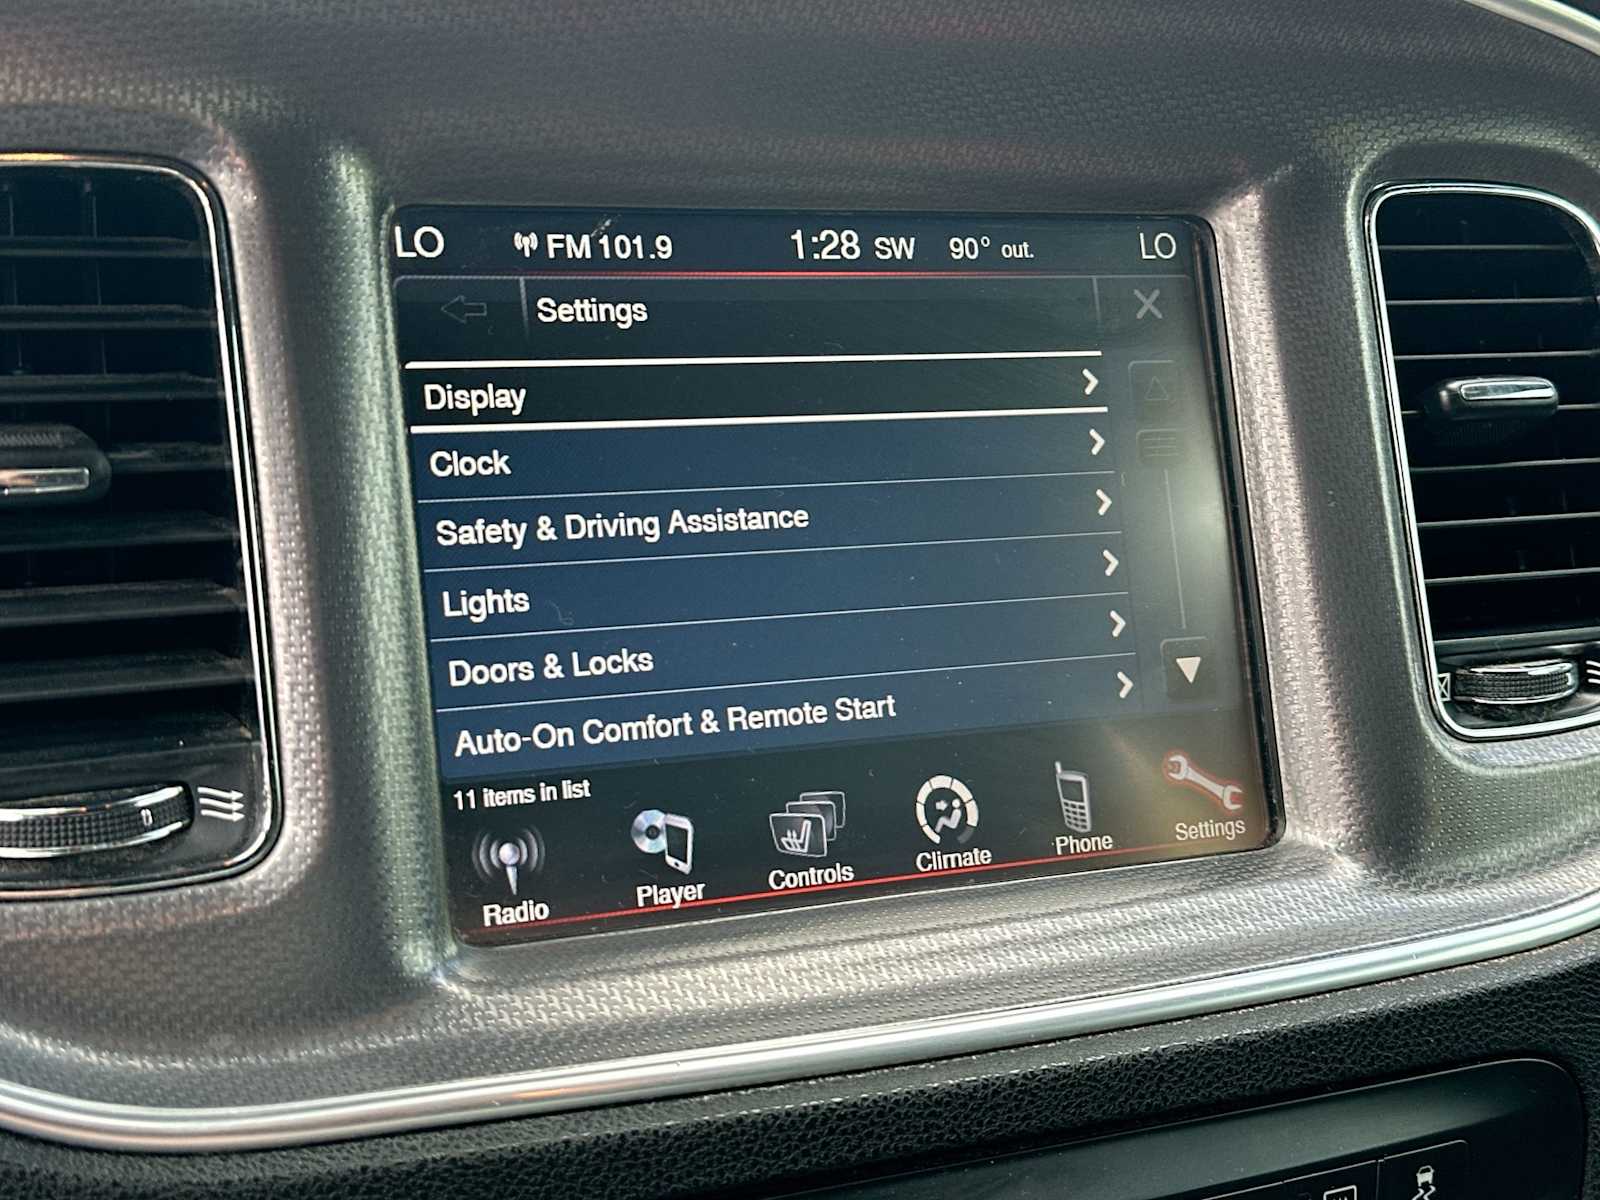 LO FM 101.9 1:28 SW 90° out. LO
Settings
Display
Clock
Safety & Driving Assistance
Lights
Doors & Locks
Auto-On Comfort & Remote Start
11 items in list
Radio Player Controls Climate Phone Settings